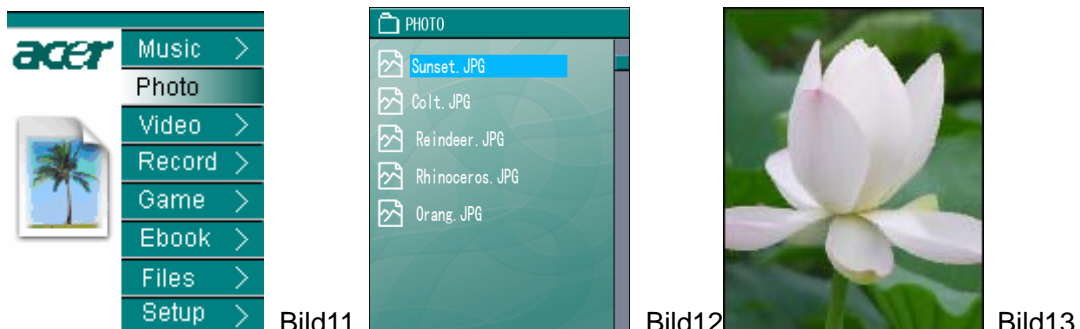 acer
Music >
Photo
Video >
Record >
Game >
Ebook >
Files >
Setup >
Bild11
PHOTO
Sunset.JPG
Colt.JPG
Reindeer.JPG
Rhinoceros.JPG
Orang.JPG
Bild12
Bild13